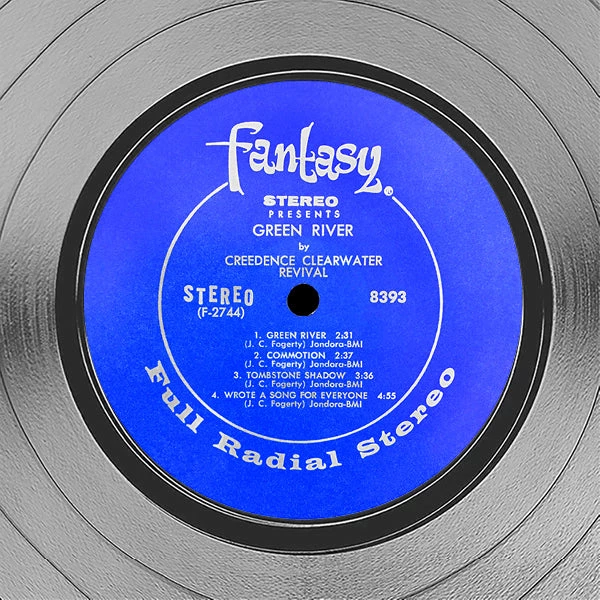 Fantasy
STEREO
PRESENTS
GREEN RIVER
by
CREEDENCE CLEARWATER
REVIVAL
STEREO 8393
(F-2744)
1. GREEN RIVER 2:31
(J. C. Fogerty) Jondora-BMI
2. COMMOTION 2:37
(J. C. Fogerty) Jondora-BMI
3. TOMBSTONE SHADOW 3:36
(J. C. Fogerty) Jondora-BMI
4. WROTE A SONG FOR EVERYONE 4:55
(J. C. Fogerty) Jondora-BMI
Full Radial Stereo